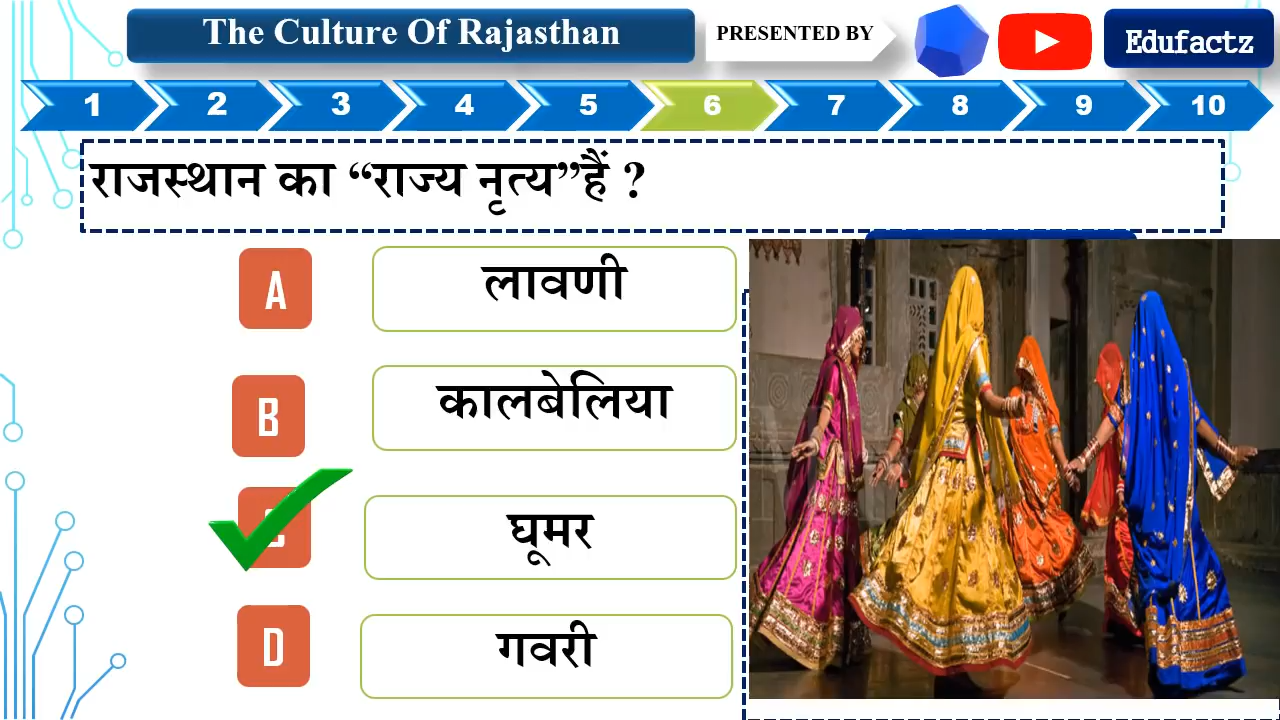 The Culture Of Rajasthan
PRESENTED BY
Edufactz
1 2 3 4 5 6 7 8 9 10
राजस्थान का “राज्य नृत्य”हैं ?
A लावणी
B कालबेलिया
C घूमर
D गवरी